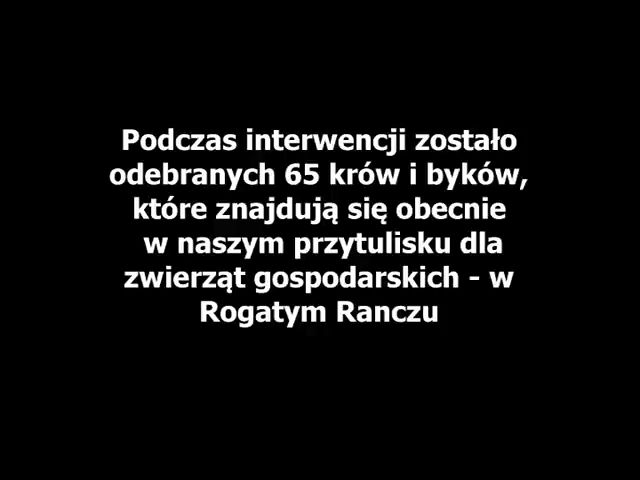 Podczas interwencji zostało
odebranych 65 krów i byków,
które znajdują się obecnie
w naszym przytulisku dla
zwierząt gospodarskich - w
Rogatym Ranczu